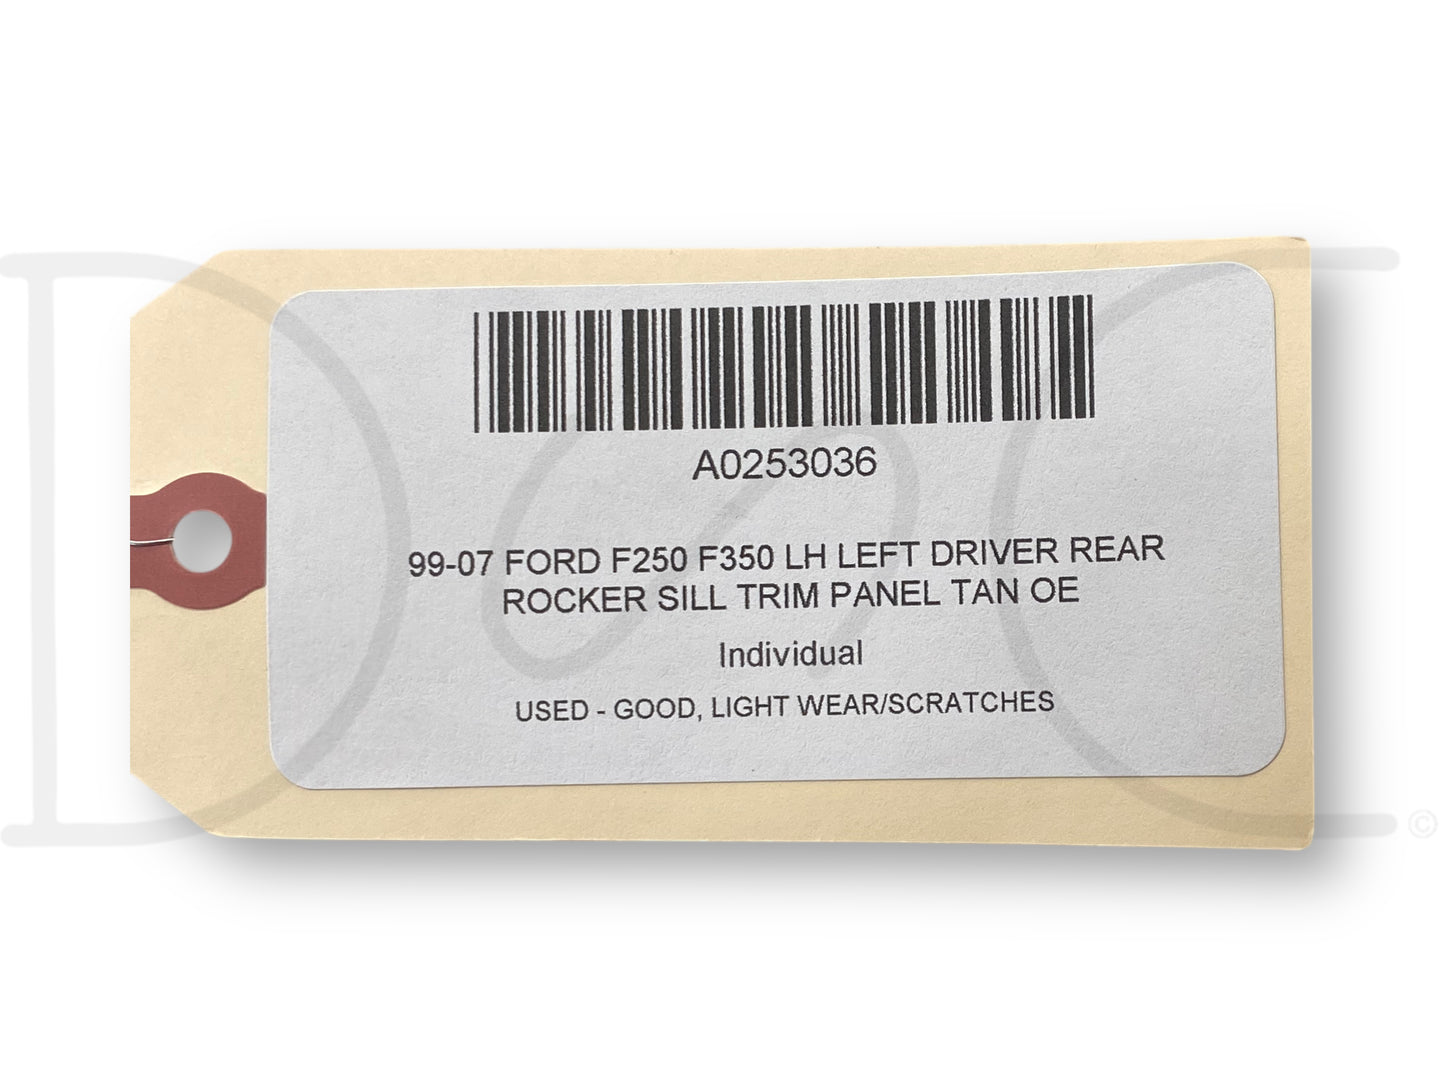 A0253036
99-07 FORD F250 F350 LH LEFT DRIVER REAR
ROCKER SILL TRIM PANEL TAN OE
Individual
USED - GOOD, LIGHT WEAR/SCRATCHES
D C ©